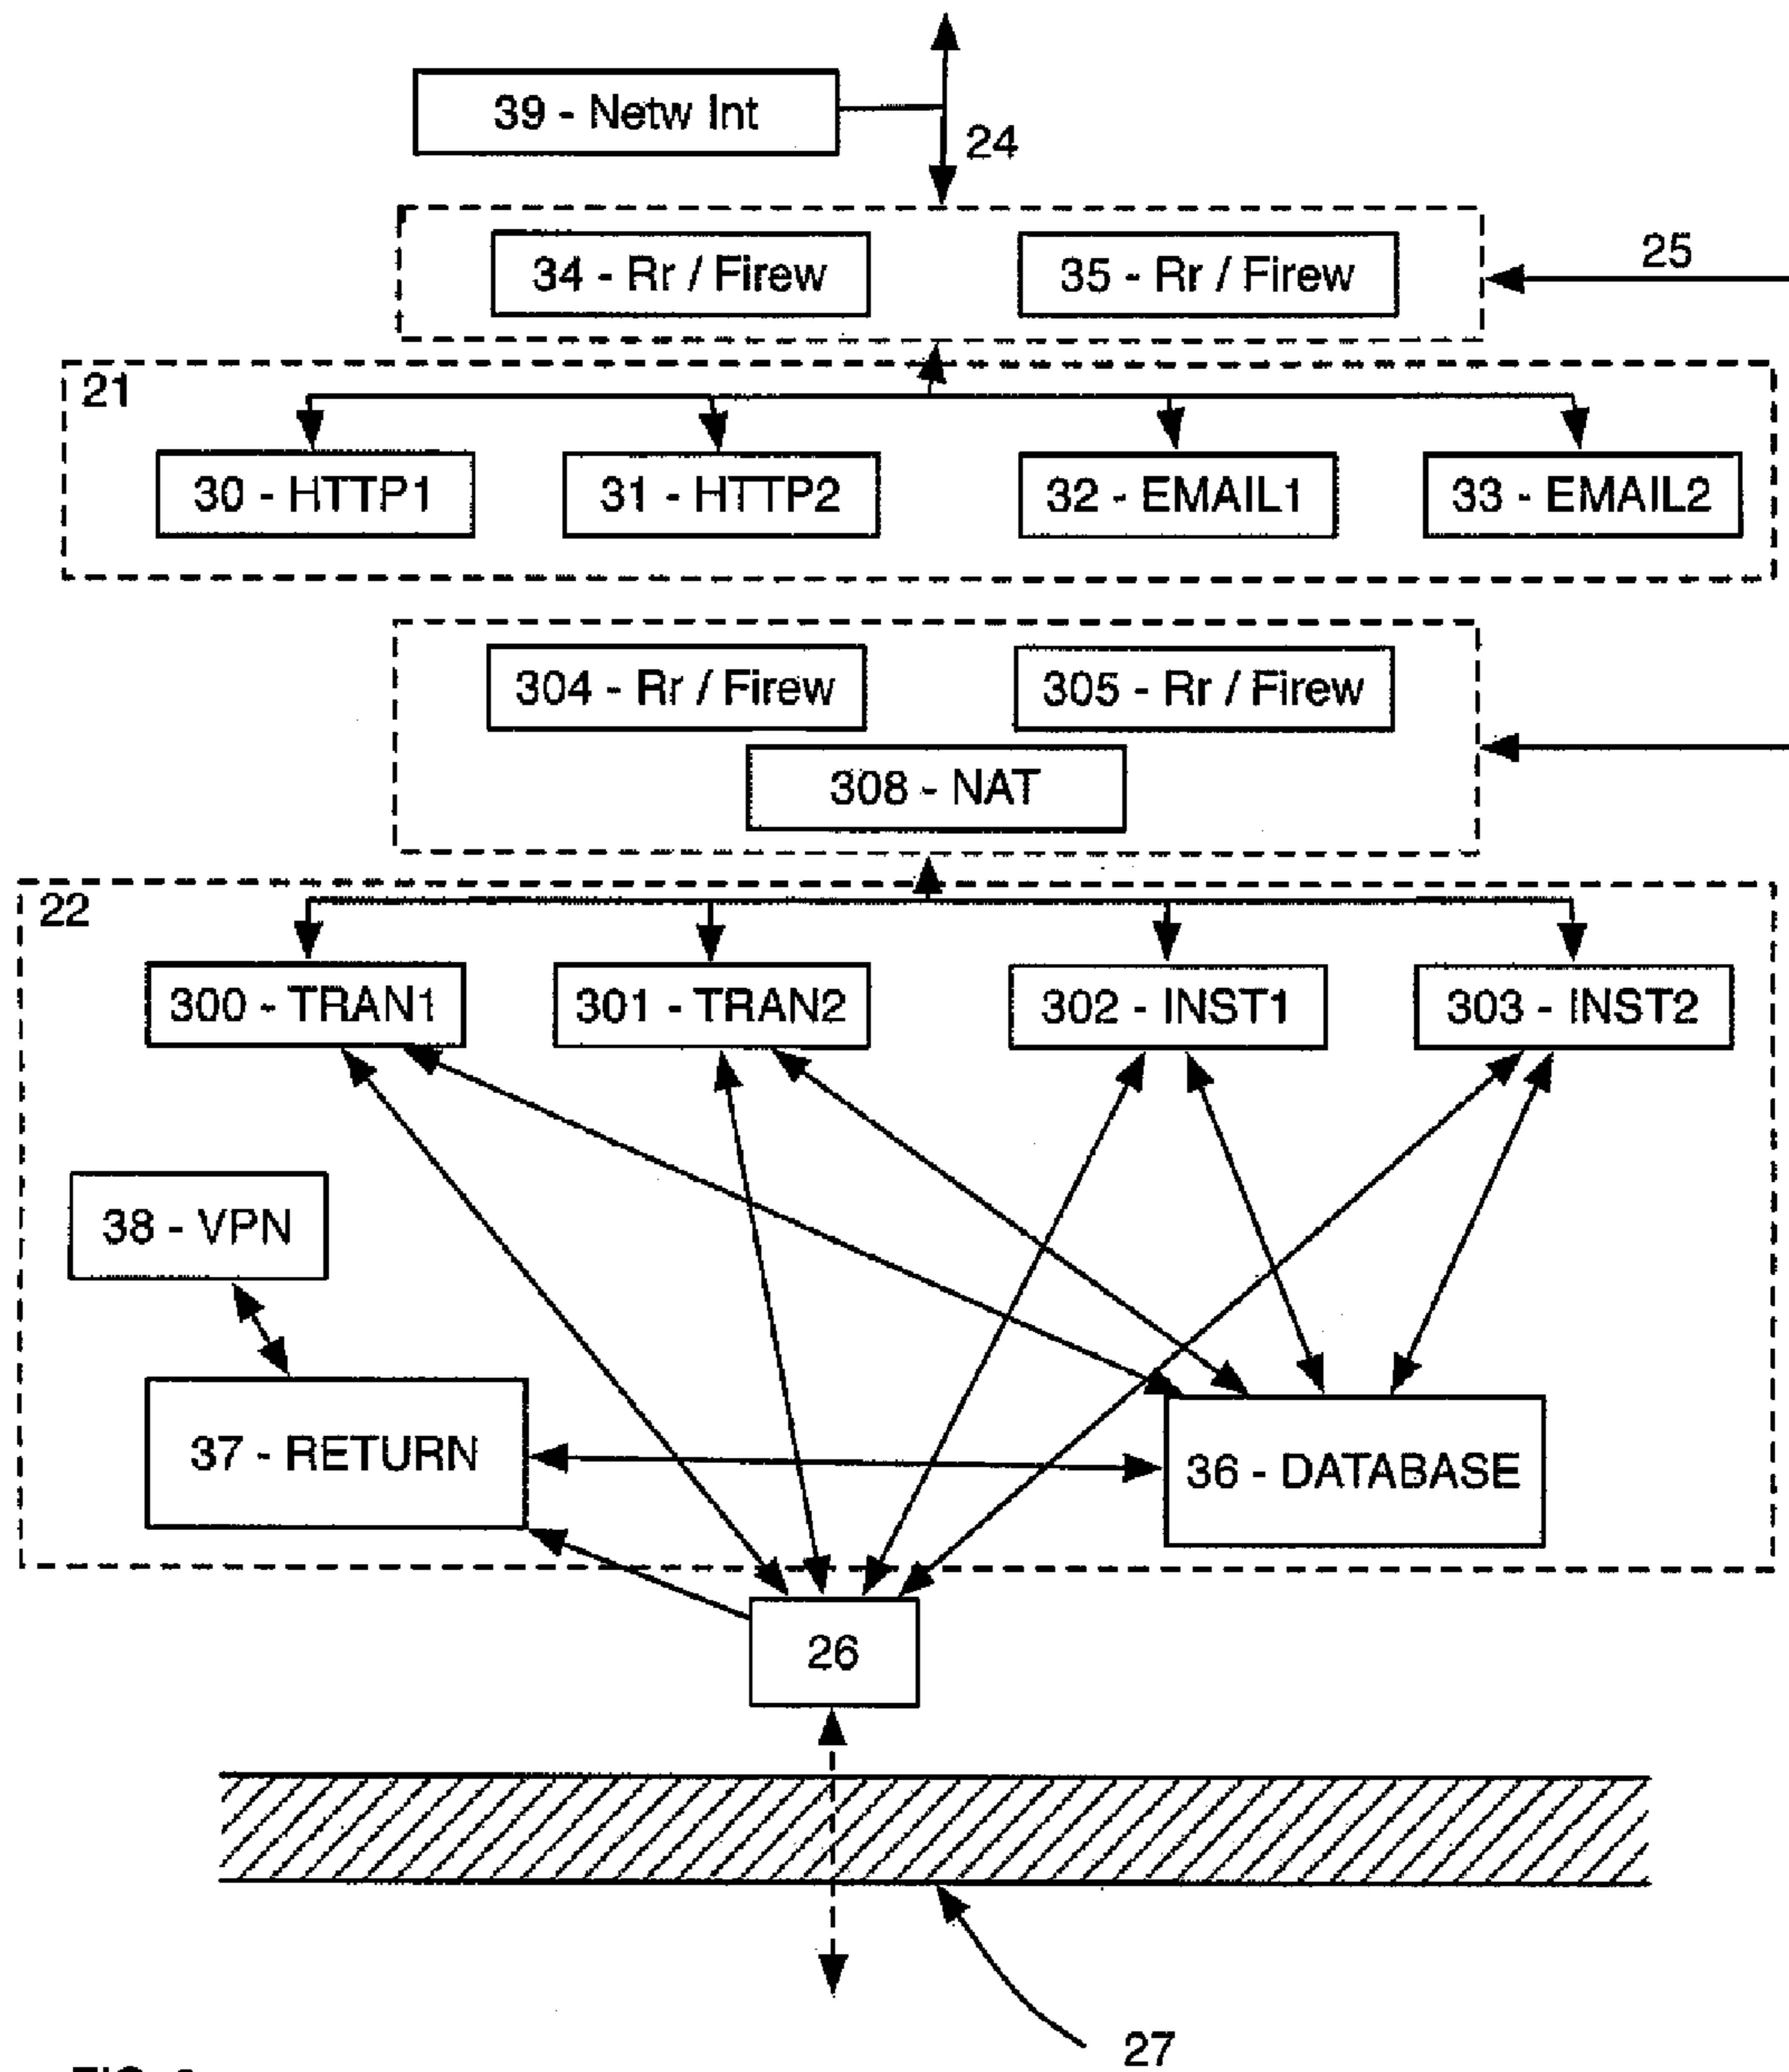 39 - Netw Int
24
34 - Rr / Firew
35 - Rr / Firew
25
21
30 - HTTP1
31 - HTTP2
32 - EMAIL1
33 - EMAIL2
304 - Rr / Firew
305 - Rr / Firew
308 - NAT
22
300 - TRAN1
301 - TRAN2
302 - INST1
303 - INST2
38 - VPN
37 - RETURN
36 - DATABASE
26
27